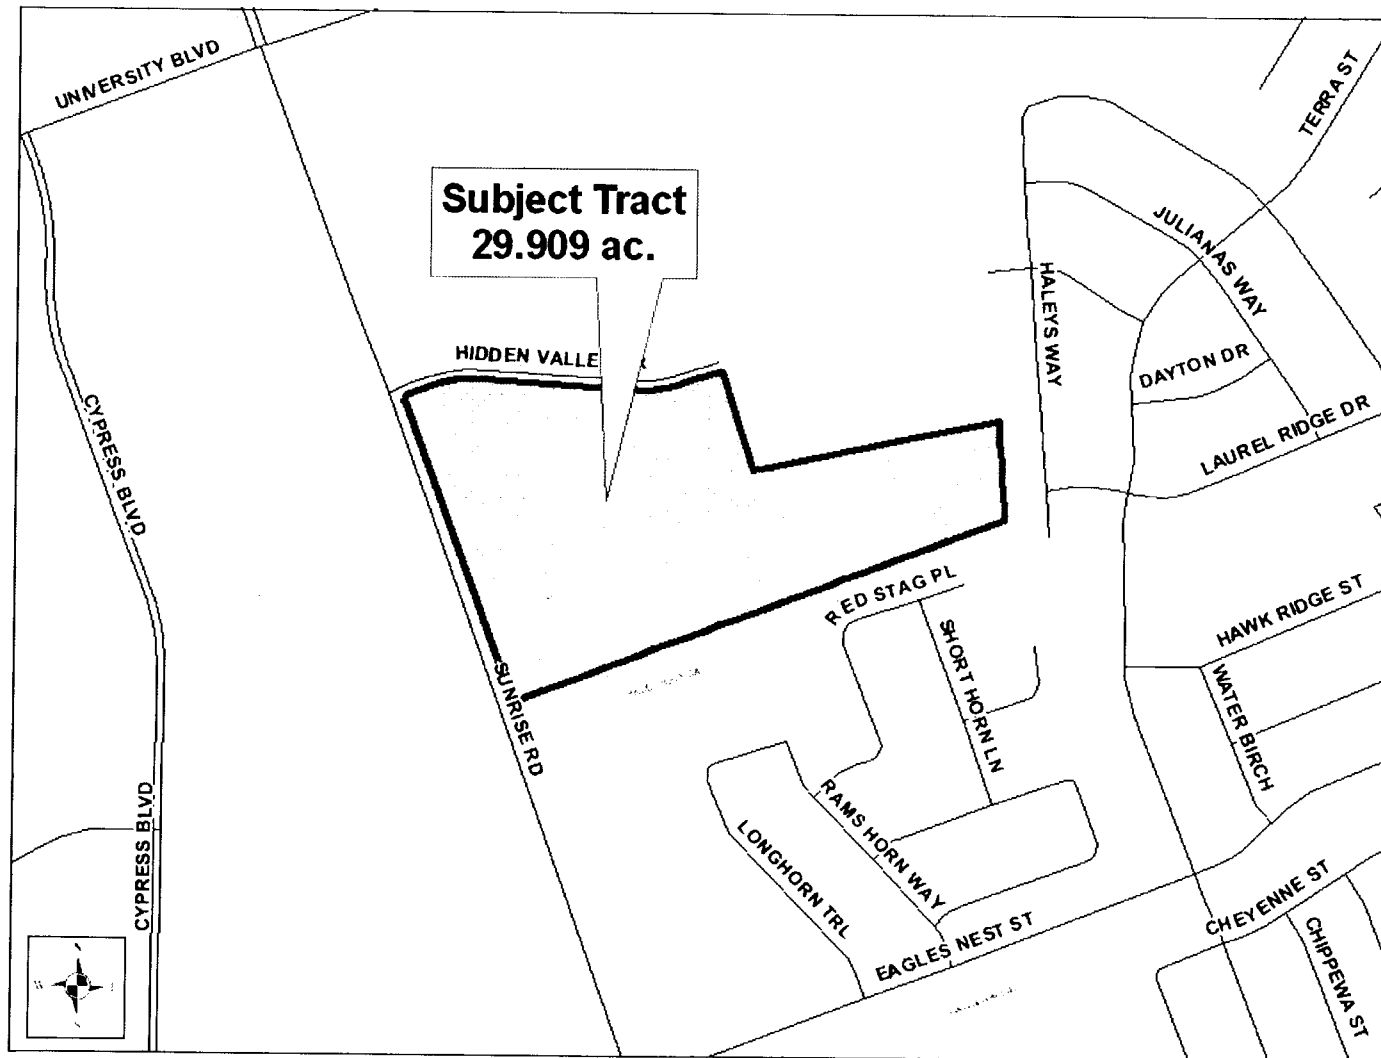 UNIVERSITY BLVD
TERRA ST
Subject Tract
29.909 ac.
JULIANAS WAY
HALEYS WAY
HIDDEN VALLE
DAYTON DR
CYPRESS BLVD
LAUREL RIDGE DR
RED STAG PL
HAWK RIDGE ST
SHORT HORN LN
SUNRISE RD
WATER BIRCH
CYPRESS BLVD
RAMS HORN WAY
LONGHORN TRL
CHEYENNE ST
EAGLES NEST ST
CHIPPEWA ST
W